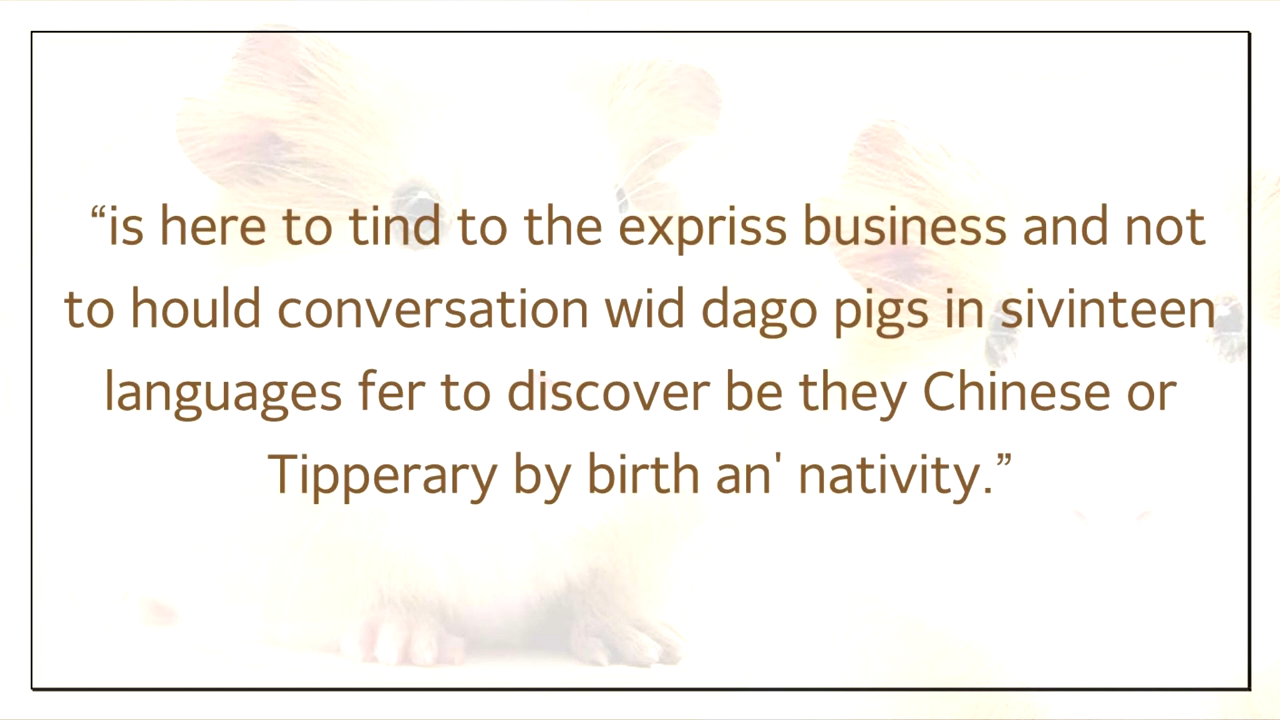 “is here to tind to the expriss business and not
to hould conversation wid dago pigs in sivinteen
languages fer to discover be they Chinese or
Tipperary by birth an' nativity.”